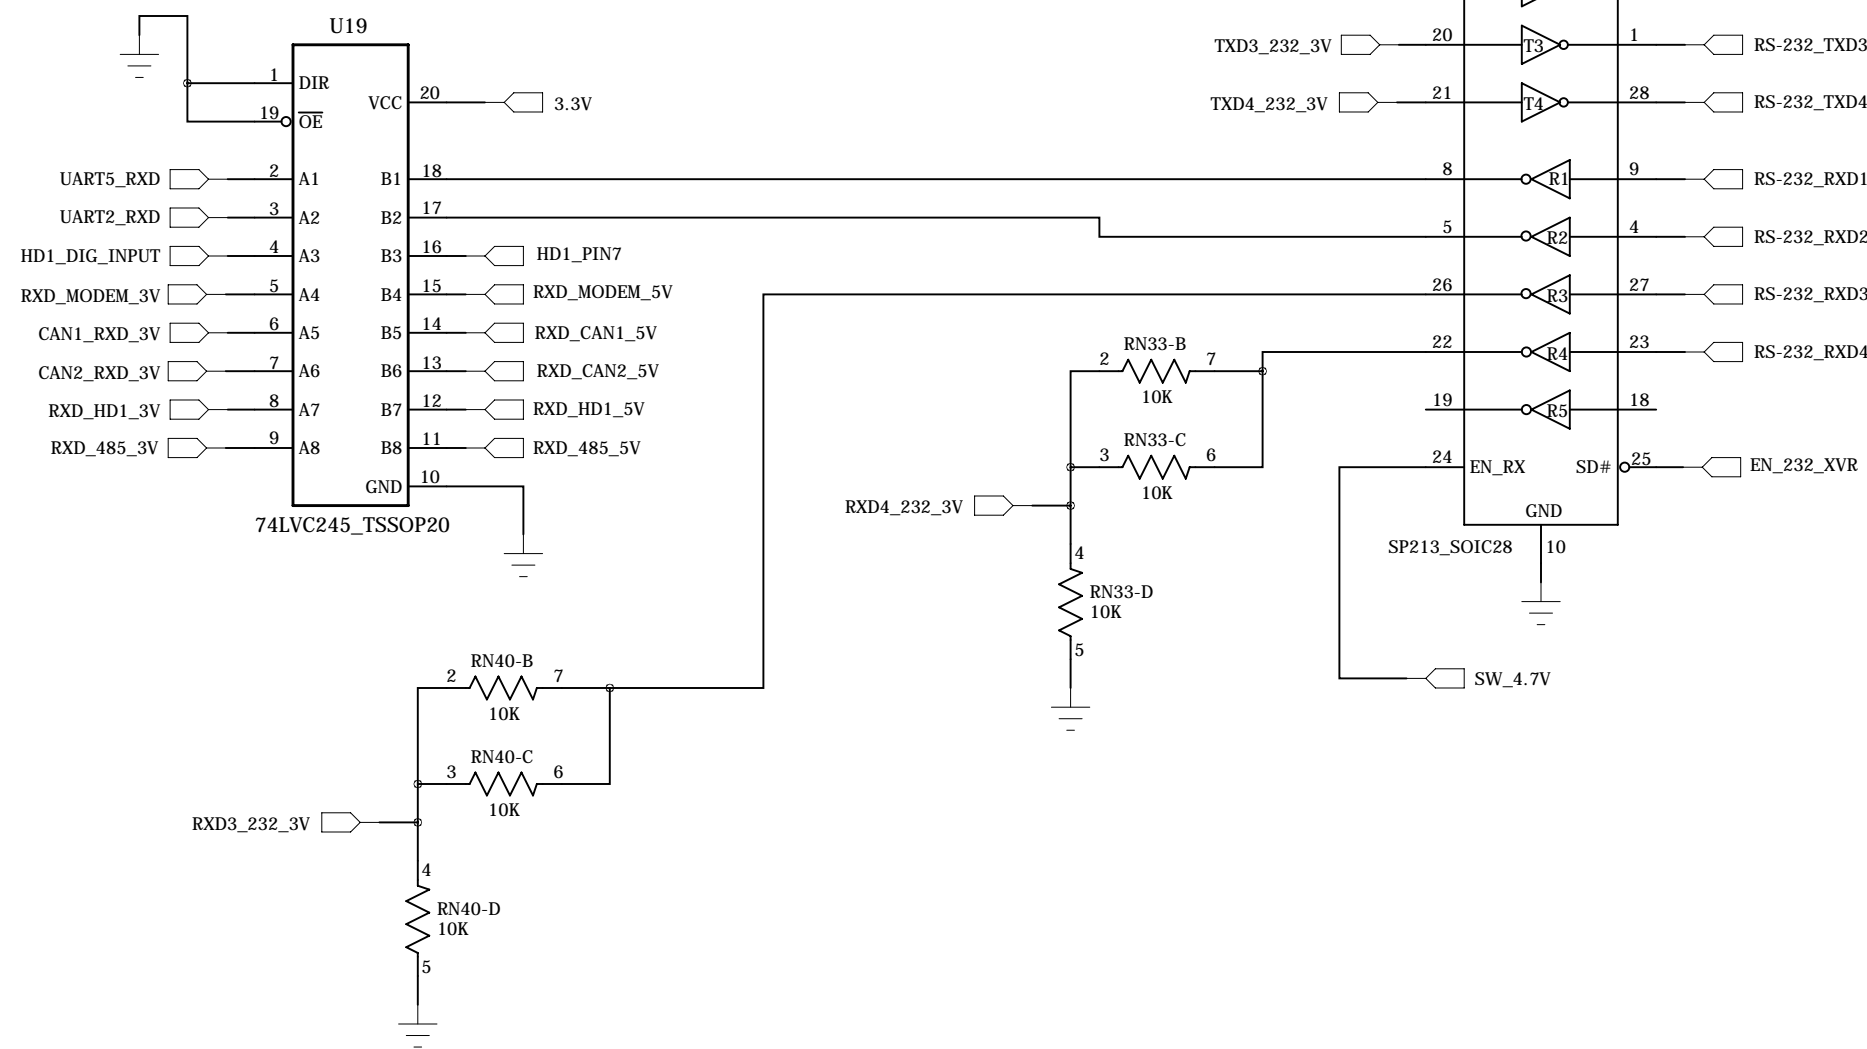 U19
1 DIR
19 OE
VCC 20 3.3V
UART5_RXD 2 A1 B1 18
UART2_RXD 3 A2 B2 17
HD1_DIG_INPUT 4 A3 B3 16 HD1_PIN7
RXD_MODEM_3V 5 A4 B4 15 RXD_MODEM_5V
CAN1_RXD_3V 6 A5 B5 14 RXD_CAN1_5V
CAN2_RXD_3V 7 A6 B6 13 RXD_CAN2_5V
RXD_HD1_3V 8 A7 B7 12 RXD_HD1_5V
RXD_485_3V 9 A8 B8 11 RXD_485_5V
GND 10
74LVC245_TSSOP20
TXD3_232_3V 20 T3 1 RS-232_TXD3
TXD4_232_3V 21 T4 28 RS-232_TXD4
8 R1 9 RS-232_RXD1
5 R2 4 RS-232_RXD2
26 R3 27 RS-232_RXD3
22 R4 23 RS-232_RXD4
19 R5 18
24 EN_RX SD# 25 EN_232_XVR
GND
SP213_SOIC28 10
SW_4.7V
RN33-B
2 7
10K
RN33-C
3 6
10K
RXD4_232_3V
4
RN33-D
10K
5
RN40-B
2 7
10K
RN40-C
3 6
10K
RXD3_232_3V
4
RN40-D
10K
5